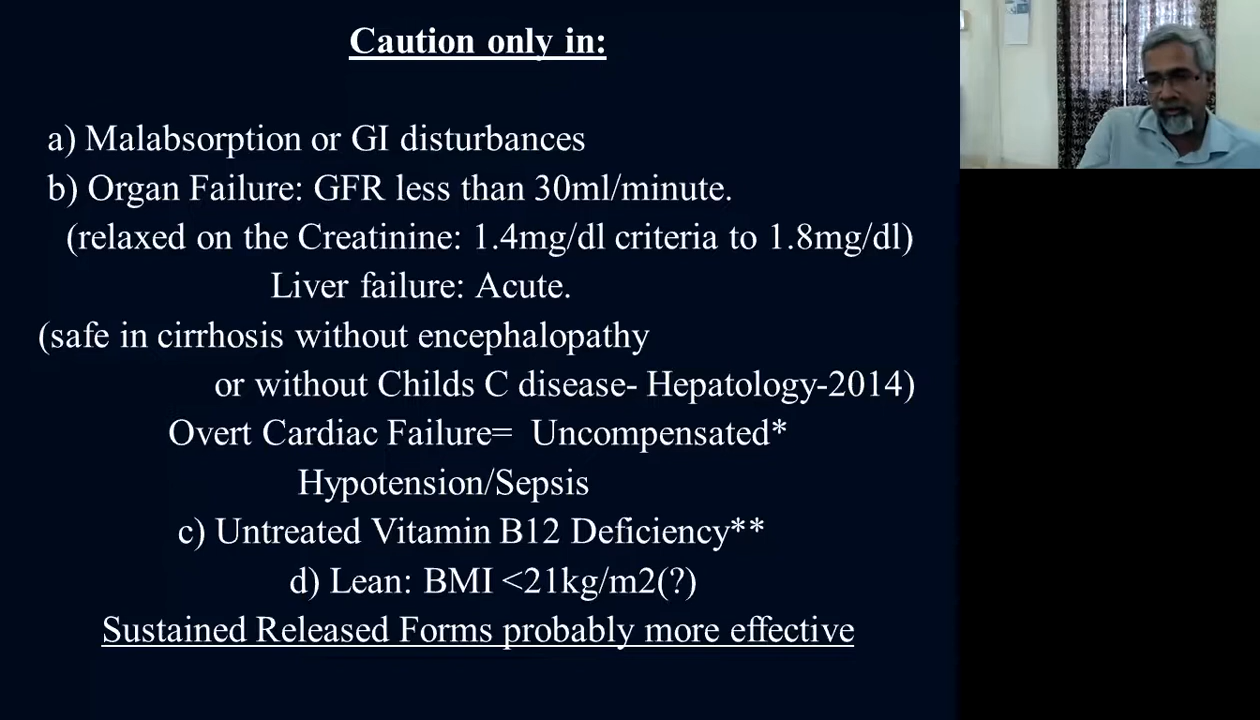 Caution only in:
a) Malabsorption or GI disturbances
b) Organ Failure: GFR less than 30ml/minute.
(relaxed on the Creatinine: 1.4mg/dl criteria to 1.8mg/dl)
Liver failure: Acute.
(safe in cirrhosis without encephalopathy
or without Childs C disease- Hepatology-2014)
Overt Cardiac Failure= Uncompensated*
Hypotension/Sepsis
c) Untreated Vitamin B12 Deficiency**
d) Lean: BMI <21kg/m2(?)
Sustained Released Forms probably more effective